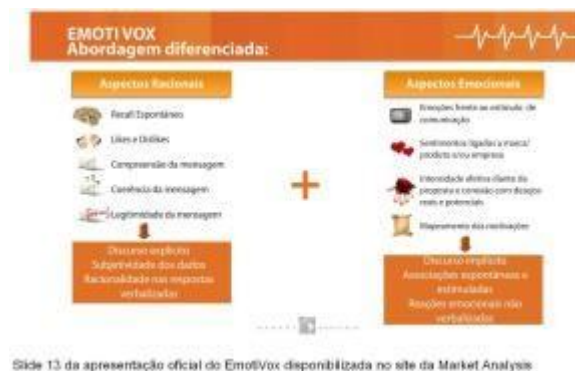 EMOTI VOX
Abordagem diferenciada:
Aspectos Racionais
Recall Espontâneo
Likes e Dislikes
Compreensão da mensagem
Coerência da mensagem
Legitimidade da mensagem
Discurso explícito
Subjetividade dos dados
Racionalidade nas respostas
verbalizadas
+
Aspectos Emocionais
Emoções frente ao estímulo de
comunicação
Sentimentos ligados a marca/
produto e/ou empresa
Intensidade afetiva diante da
proposta e conexão com desejos
reais e potenciais
Mapeamento das motivações
Discurso explícito
Associações espontâneas e
estimuladas
Reações emocionais não
verbalizadas
Slide 13 da apresentação oficial do EmotiVox disponibilizada no site da Market Analysis